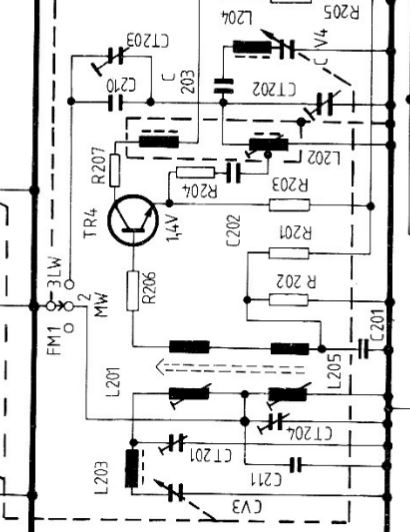 L204
R205
CT203
C V4
C 203
C210
CT202
R207
L202
R204
R203
TR4
1,4V
C202
R201
3LW
R206
R 202
2
MW
FM1
C201
L201
L205
CT204
L203
CT201
C211
CV3